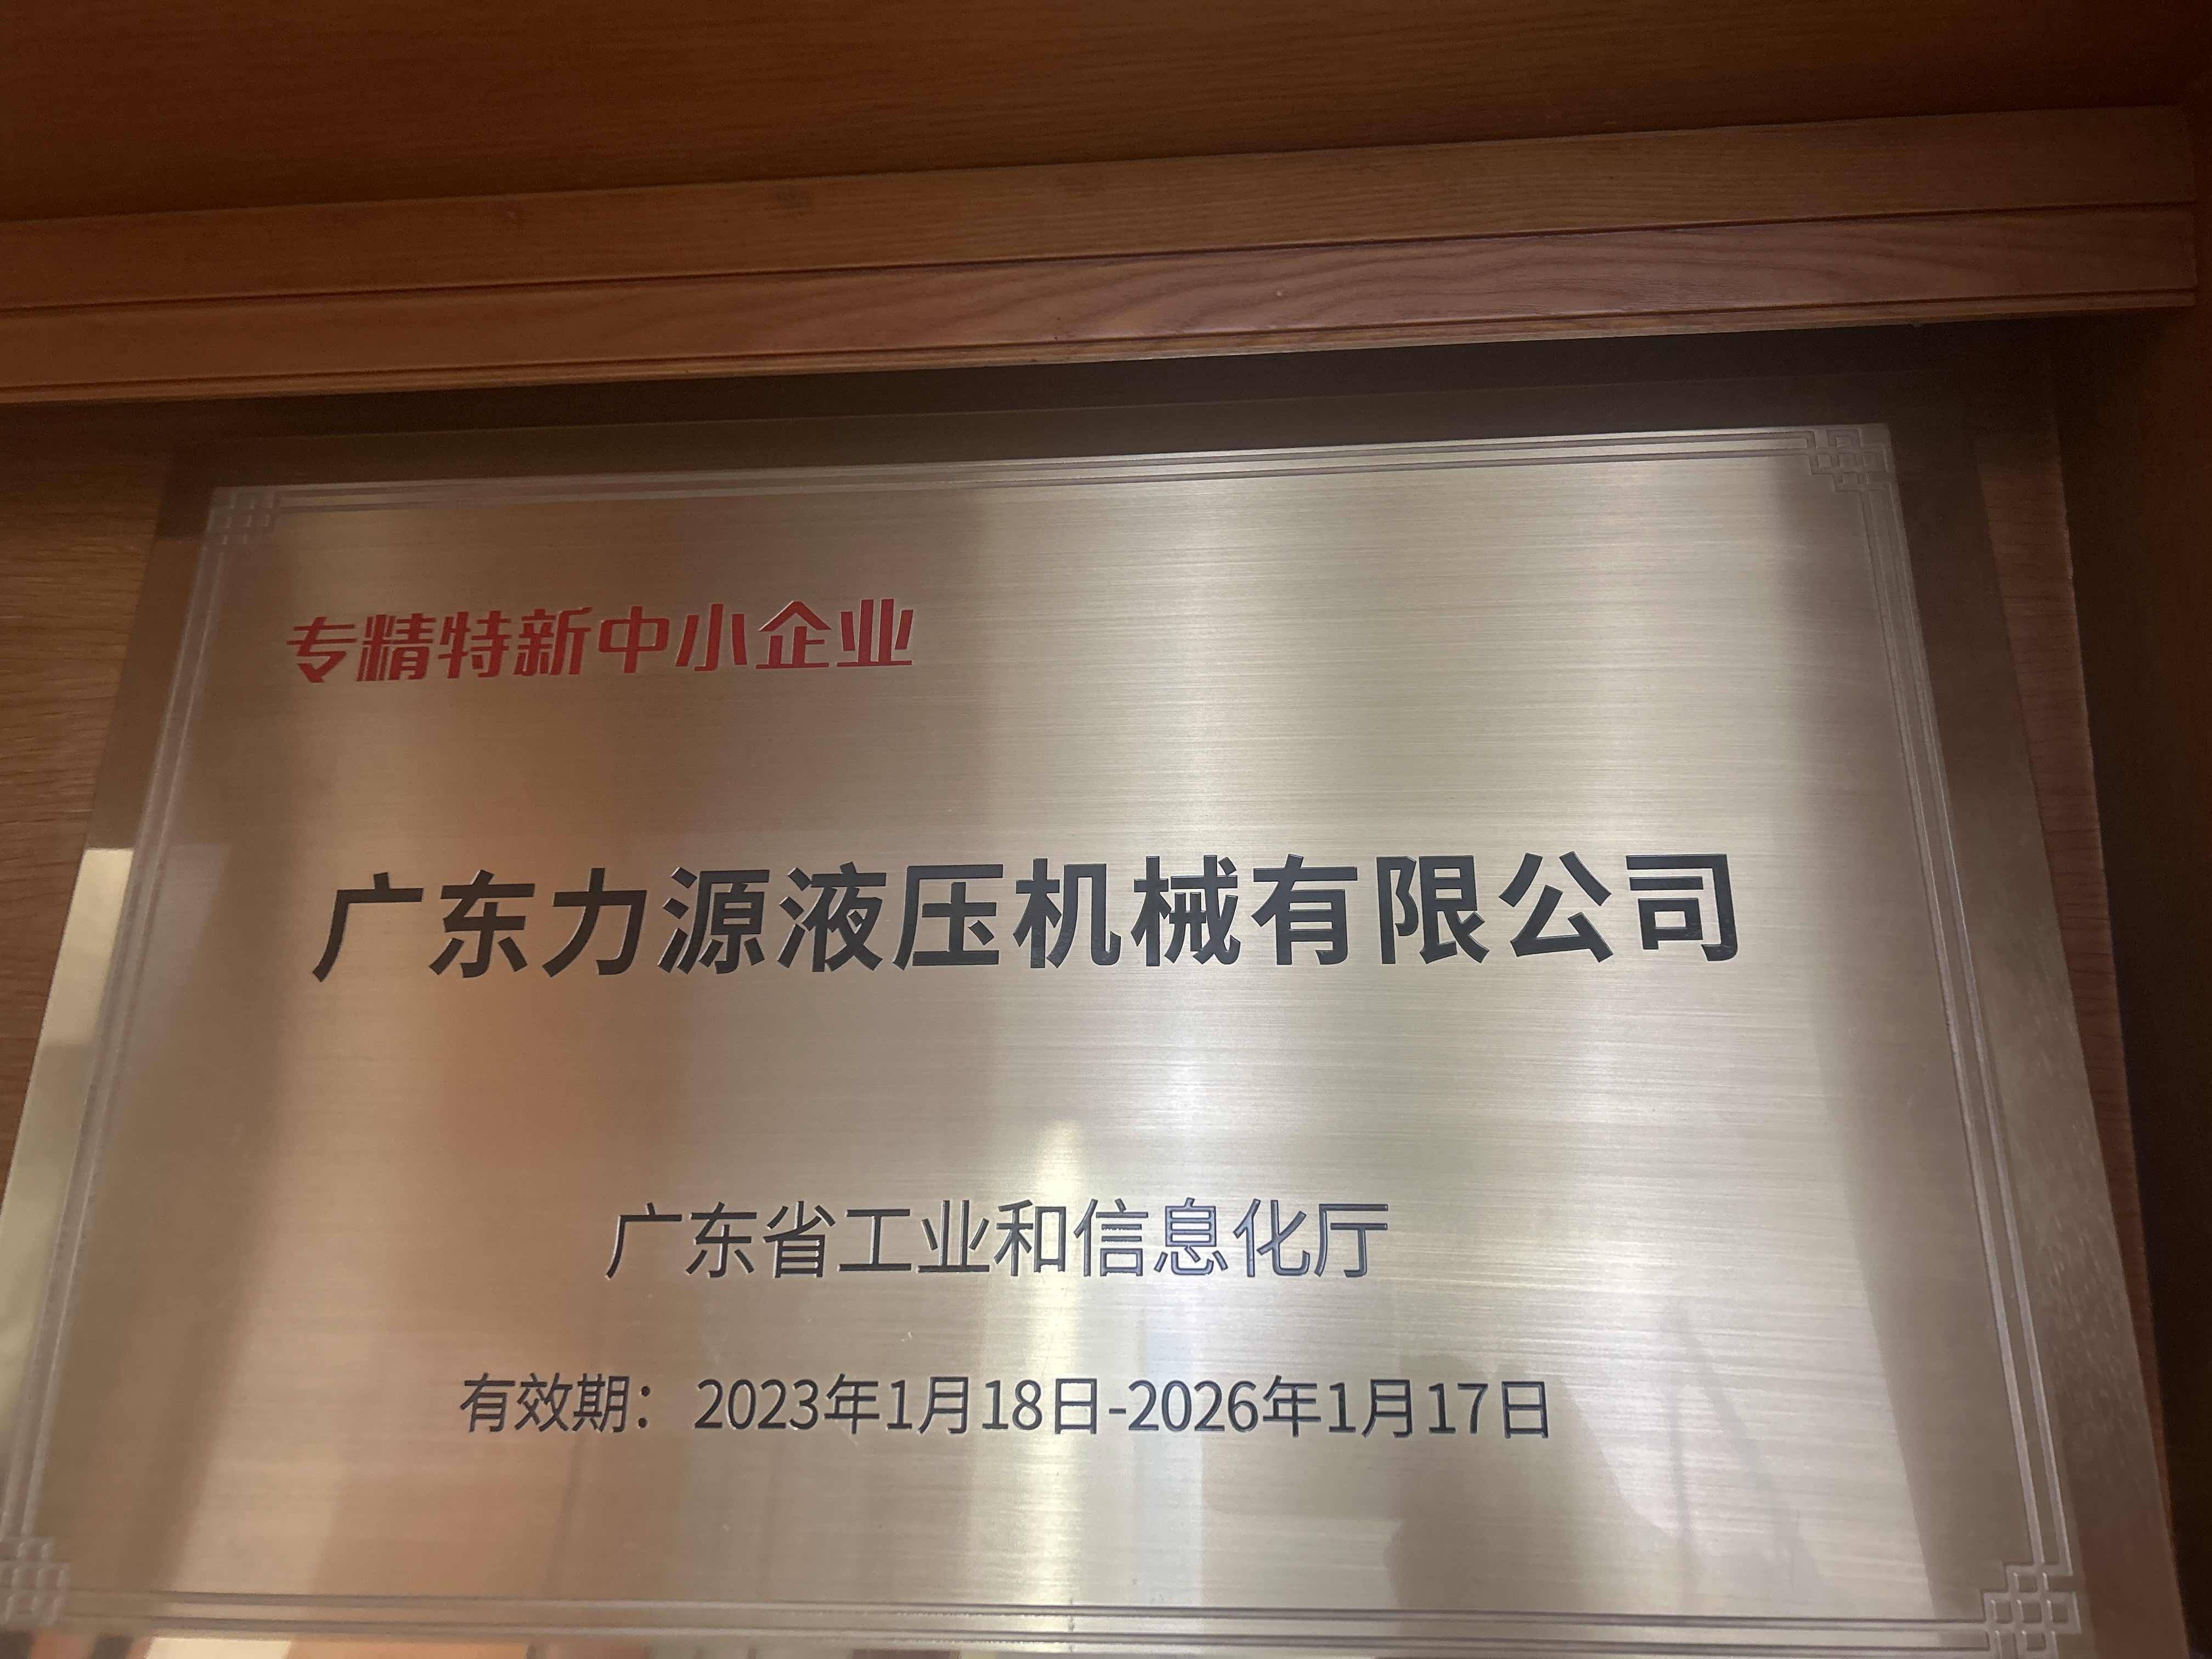 专精特新中小企业
广东力源液压机械有限公司
广东省工业和信息化厅
有效期：2023年1月18日-2026年1月17日